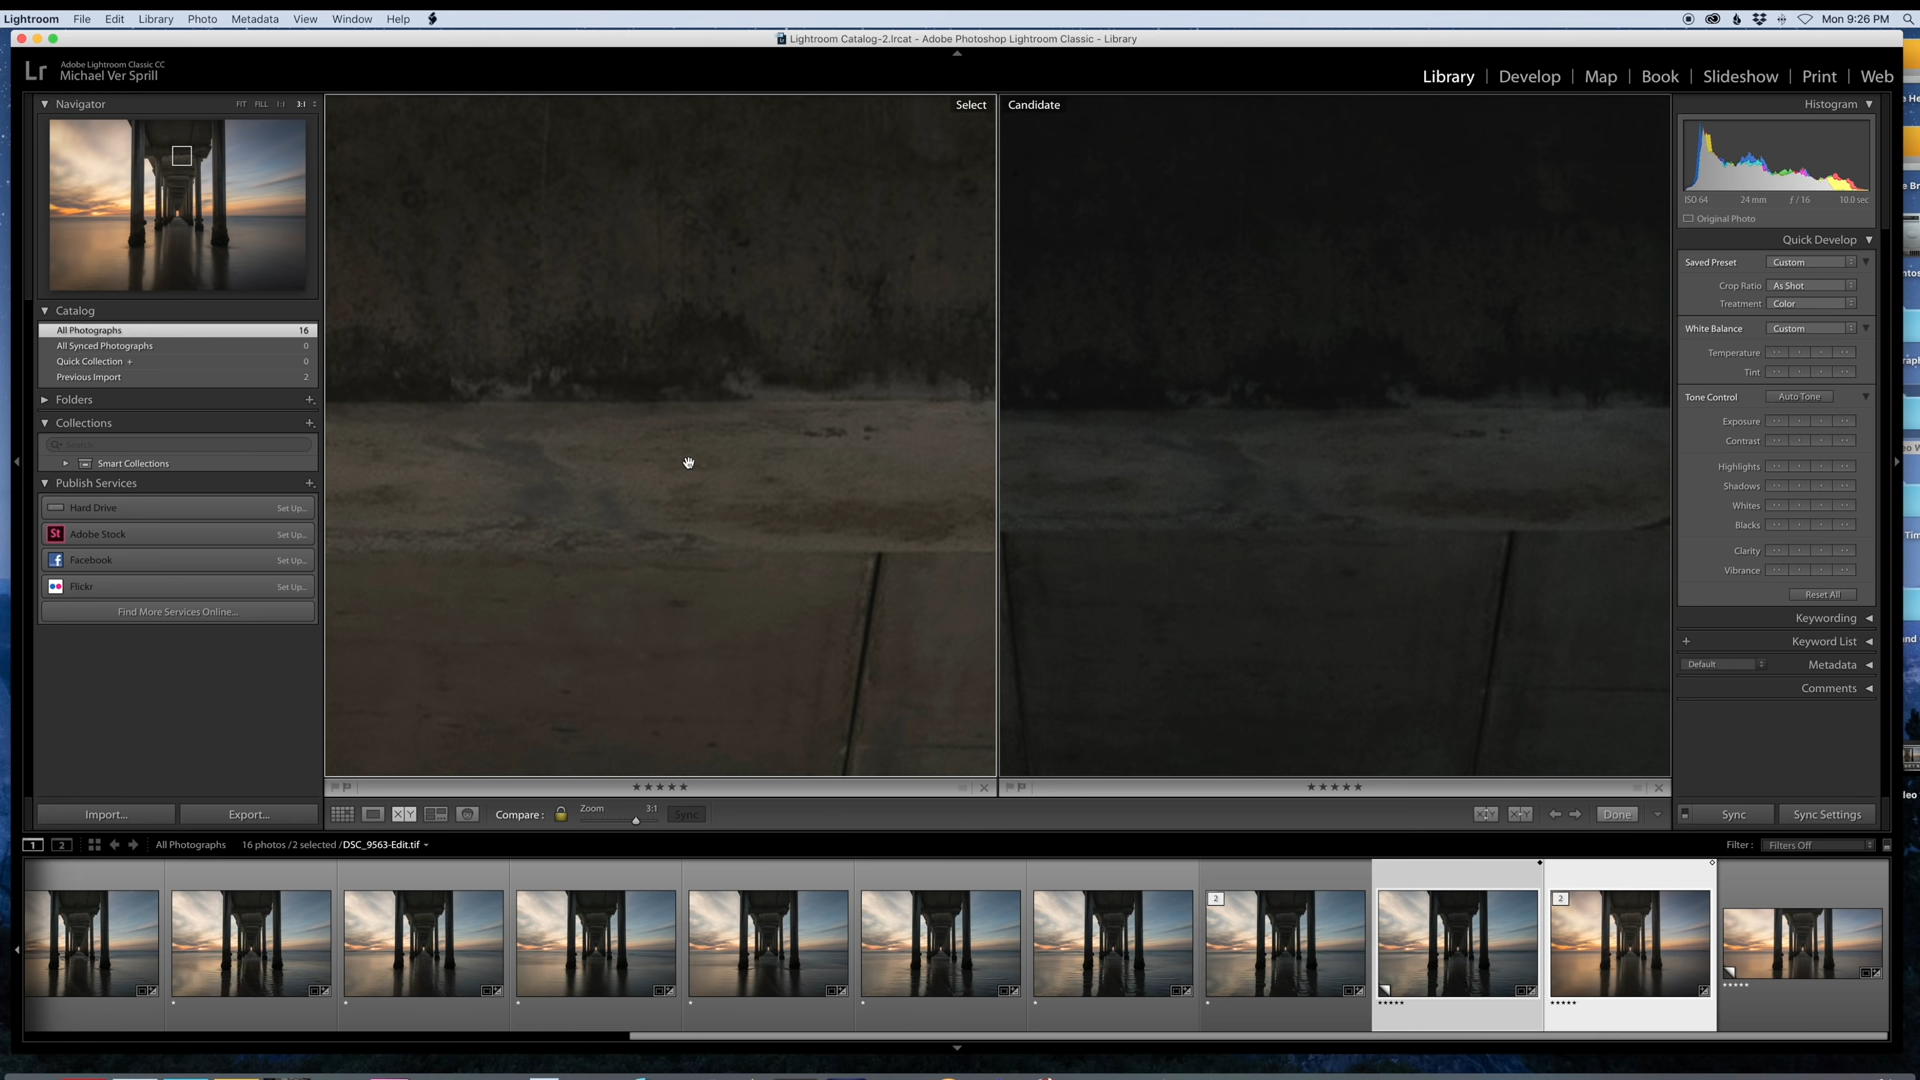 Lightroom File Edit Library Photo Metadata View Window Help
Mon 9:26 PM
Lightroom Catalog-2.lrcat - Adobe Photoshop Lightroom Classic - Library
Lr
Adobe Lightroom Classic CC
Michael Ver Sprill
Library | Develop | Map | Book | Slideshow | Print | Web
Navigator FIT FILL 1:1 3:1
Select
Candidate
Histogram
ISO 64 24 mm ƒ / 16 10.0 sec
Original Photo
Quick Develop
Saved Preset Custom
Crop Ratio As Shot
Treatment Color
White Balance Custom
Temperature
Tint
Tone Control Auto Tone
Exposure
Contrast
Highlights
Shadows
Whites
Blacks
Clarity
Vibrance
Reset All
Keywording
+ Keyword List
Default Metadata
Comments
Sync Sync Settings
Catalog
All Photographs 16
All Synced Photographs 0
Quick Collection + 0
Previous Import 2
Folders +
Collections +
Search
Smart Collections
Publish Services +
Hard Drive Set Up...
St Adobe Stock Set Up...
Facebook Set Up...
Flickr Set Up...
Find More Services Online...
Import... Export...
X|Y Compare : Zoom 3:1 Sync
Done
1 2 All Photographs 16 photos / 2 selected / DSC_9563-Edit.tif
Filter : Filters Off
2
2